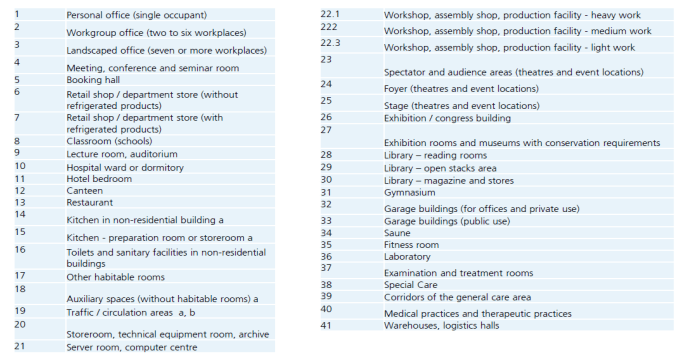 1 Personal office (single occupant)
2 Workgroup office (two to six workplaces)
3 Landscaped office (seven or more workplaces)
4 Meeting, conference and seminar room
5 Booking hall
6 Retail shop / department store (without
refrigerated products)
7 Retail shop / department store (with
refrigerated products)
8 Classroom (schools)
9 Lecture room, auditorium
10 Hospital ward or dormitory
11 Hotel bedroom
12 Canteen
13 Restaurant
14 Kitchen in non-residential building a
15 Kitchen - preparation room or storeroom a
16 Toilets and sanitary facilities in non-residential
buildings
17 Other habitable rooms
18 Auxiliary spaces (without habitable rooms) a
19 Traffic / circulation areas a, b
20 Storeroom, technical equipment room, archive
21 Server room, computer centre
22.1 Workshop, assembly shop, production facility - heavy work
222 Workshop, assembly shop, production facility - medium work
22.3 Workshop, assembly shop, production facility - light work
23 Spectator and audience areas (theatres and event locations)
24 Foyer (theatres and event locations)
25 Stage (theatres and event locations)
26 Exhibition / congress building
27 Exhibition rooms and museums with conservation requirements
28 Library – reading rooms
29 Library – open stacks area
30 Library – magazine and stores
31 Gymnasium
32 Garage buildings (for offices and private use)
33 Garage buildings (public use)
34 Saune
35 Fitness room
36 Laboratory
37 Examination and treatment rooms
38 Special Care
39 Corridors of the general care area
40 Medical practices and therapeutic practices
41 Warehouses, logistics halls